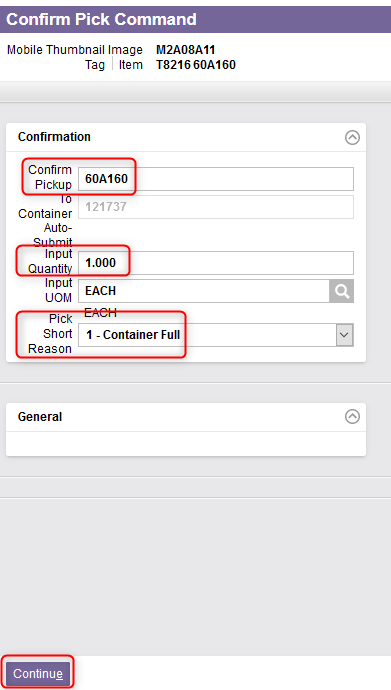 Confirm Pick Command
Mobile Thumbnail Image M2A08A11
Tag Item T8216 60A160
Confirmation
Confirm
Pickup
60A160
To
Container
121737
Auto-
Submit
Input
Quantity
1.000
Input
UOM
EACH
EACH
Pick
Short
Reason
1 - Container Full
General
Continue